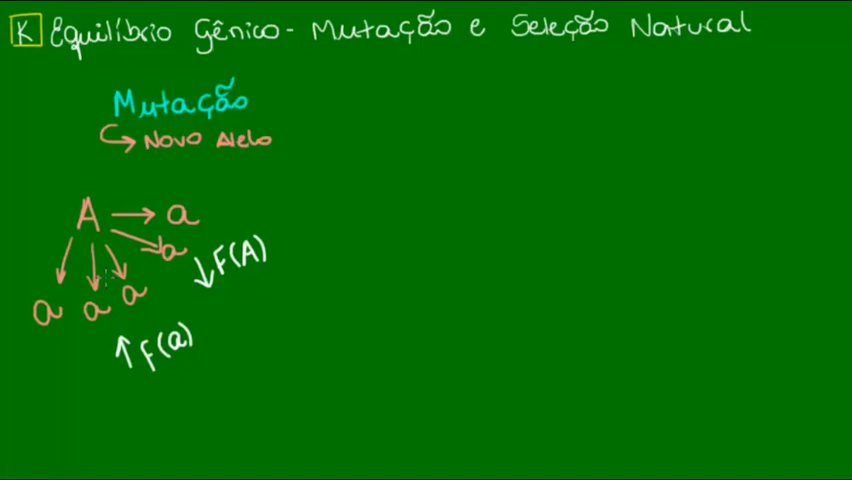 K Equilíbrio Gênico - Mutação e Seleção Natural
Mutação
↳ Novo Alelo
A → a
a
↓ F(A)
a a a
↑ F(a)